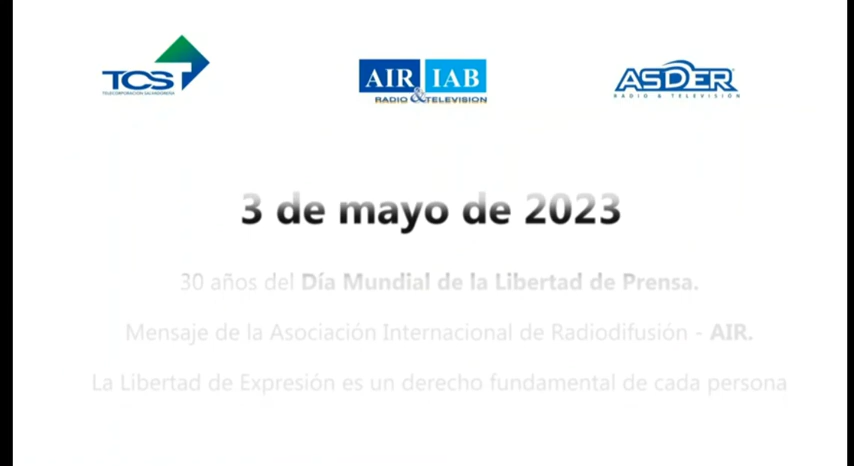 TCS
TELECORPORACION SALVADOREÑA
AIR IAB
RADIO & TELEVISION
ASDER
RADIO & TELEVISIÓN
3 de mayo de 2023
30 años del Día Mundial de la Libertad de Prensa.
Mensaje de la Asociación Internacional de Radiodifusión - AIR.
La Libertad de Expresión es un derecho fundamental de cada persona